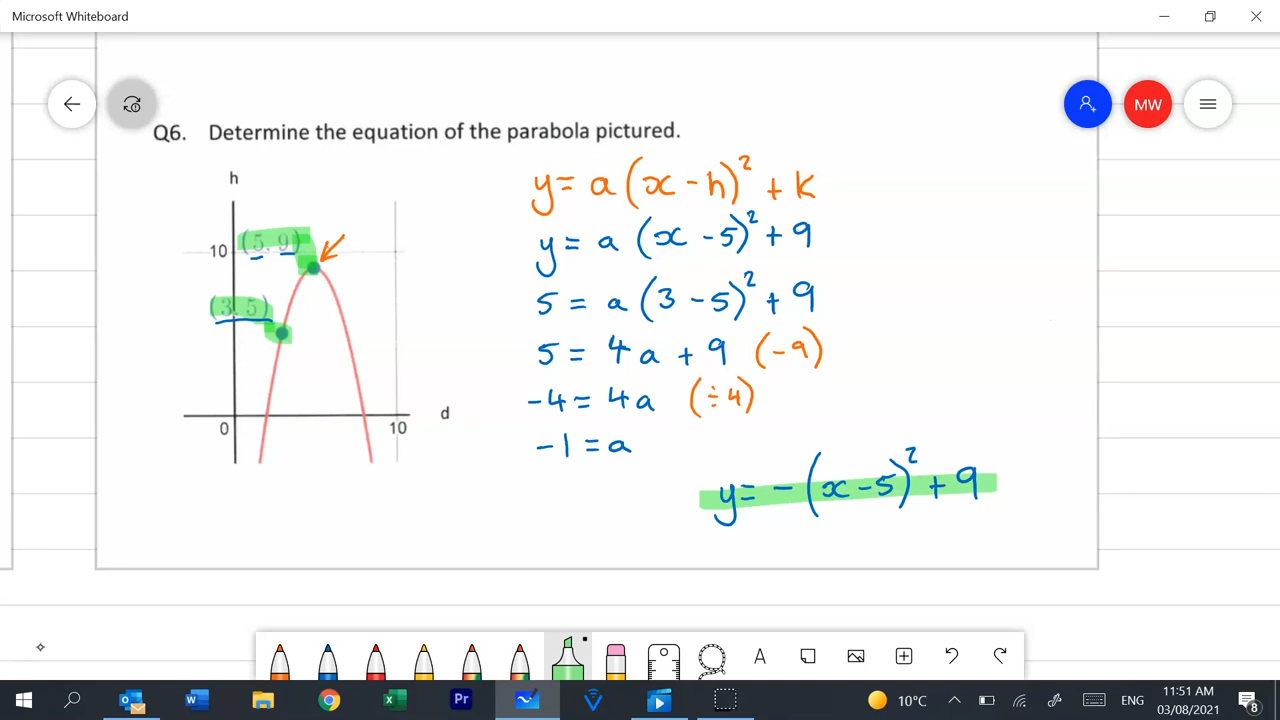 Microsoft Whiteboard
MW
Q6. Determine the equation of the parabola pictured.
h
(5, 9)
10
(3, 5)
0
10
d
y = a(x - h)² + k
y = a(x - 5)² + 9
5 = a(3 - 5)² + 9
5 = 4a + 9 (-9)
-4 = 4a (÷4)
-1 = a
y = -(x - 5)² + 9
A
W
X
Pr
10°C
ENG
11:51 AM
03/08/2021
8